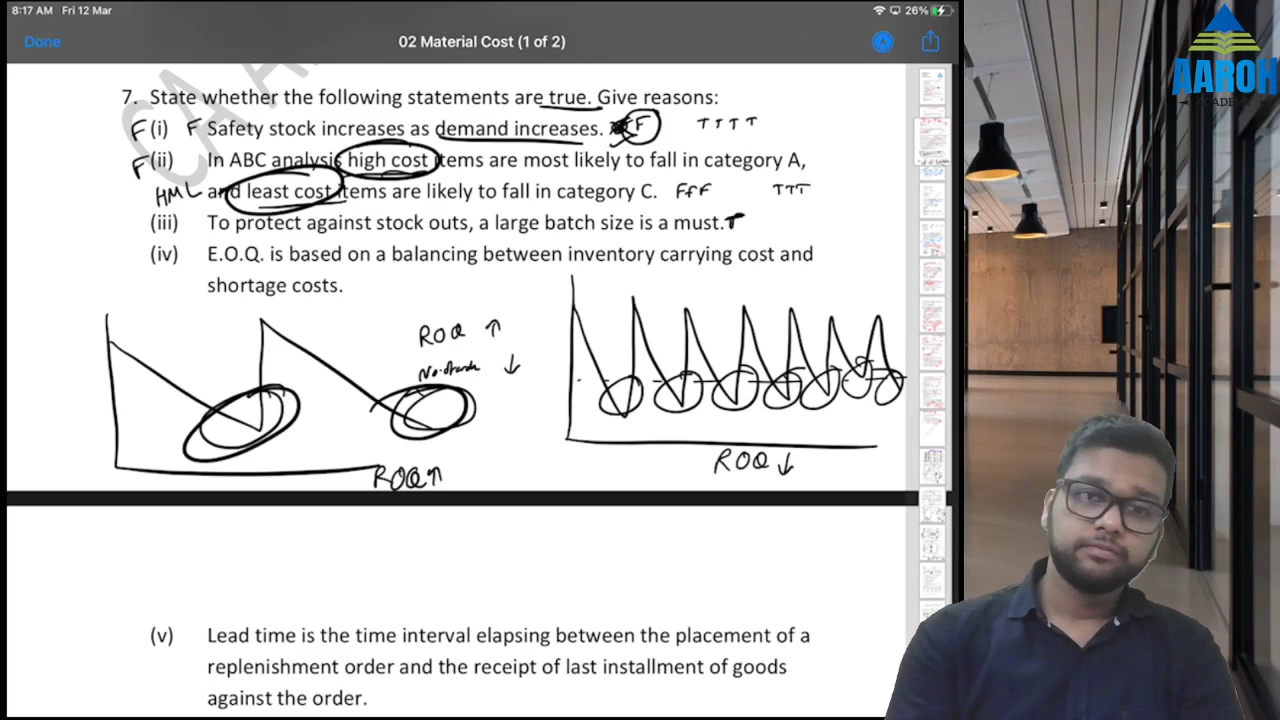 8:17 AM Fri 12 Mar
26%
Done
02 Material Cost (1 of 2)
AAROH
ACADEMY
CA A
7. State whether the following statements are true. Give reasons:
F (i) F Safety stock increases as demand increases. F T T T T
F (ii) In ABC analysis high cost items are most likely to fall in category A,
HML and least cost items are likely to fall in category C. F F F T T T
(iii) To protect against stock outs, a large batch size is a must. T
(iv) E.O.Q. is based on a balancing between inventory carrying cost and
shortage costs.
ROQ ↑
↓
ROQ ↑
ROQ ↓
(v) Lead time is the time interval elapsing between the placement of a
replenishment order and the receipt of last installment of goods
against the order.